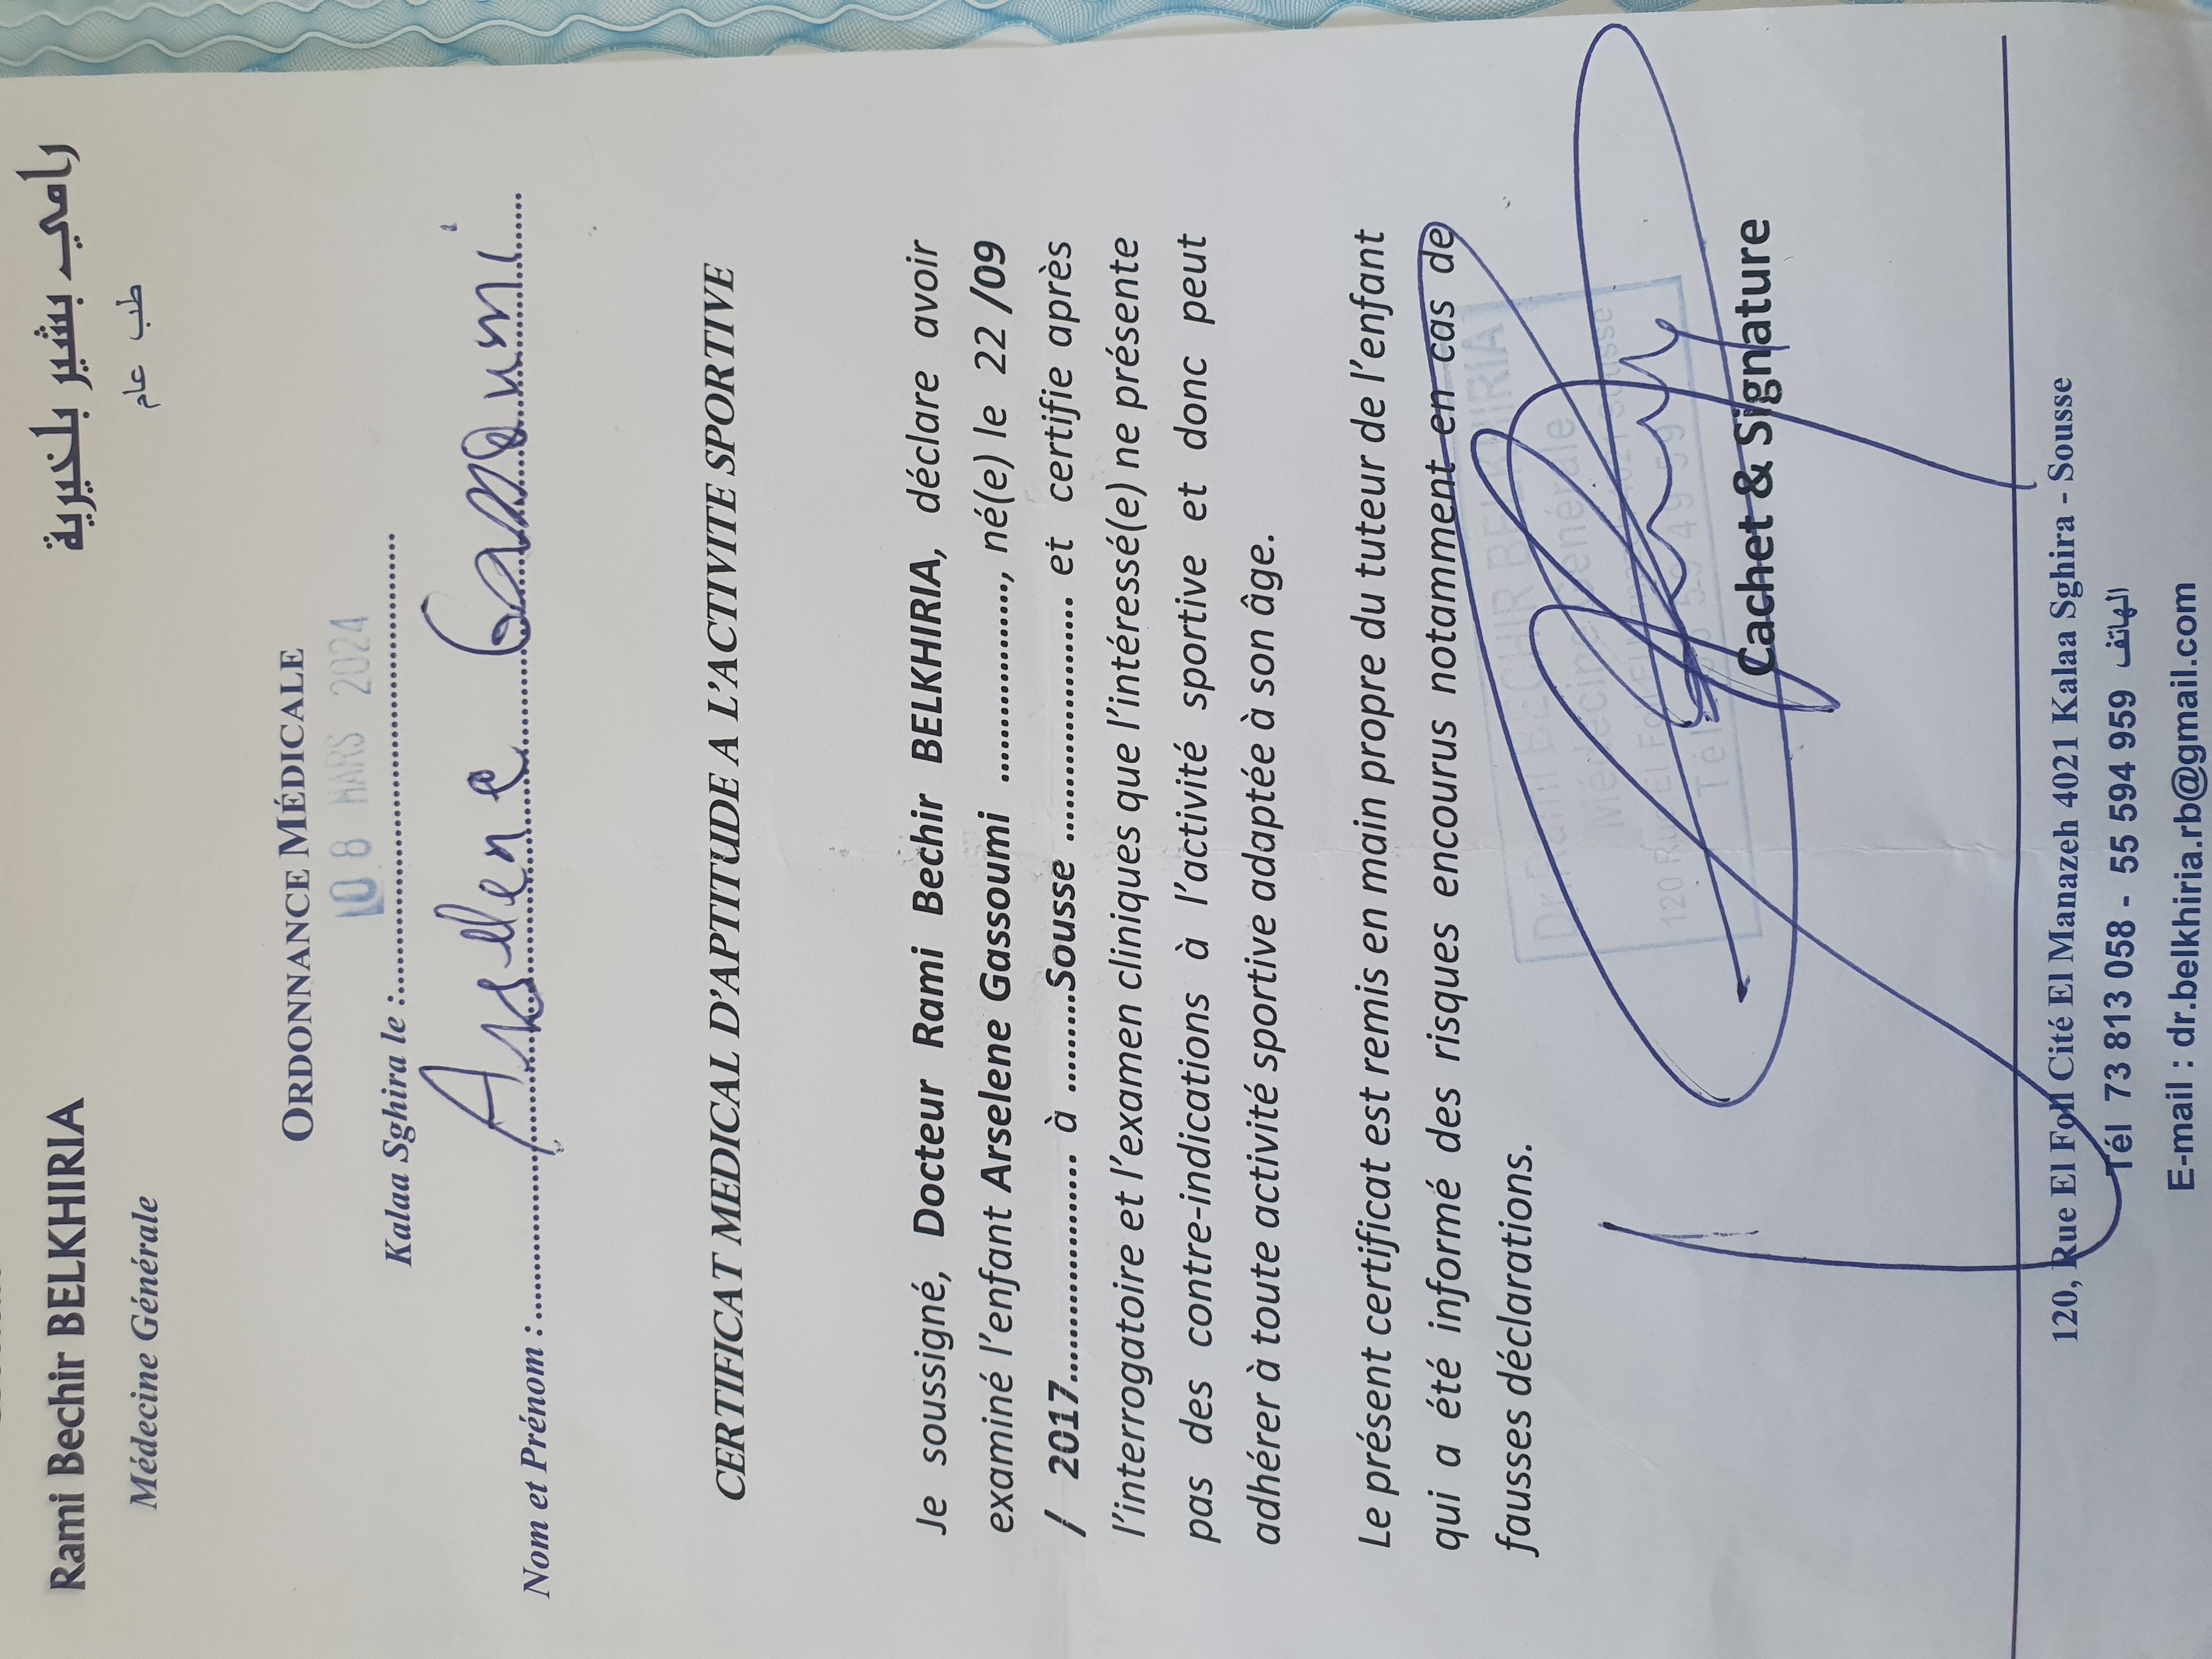 Rami Bechir BELKHIRIA
رامي بشير بلخيرية
Médecine Générale
طب عام
ORDONNANCE MÉDICALE
08 MARS 2024
Kalaa Sghira le :........................................
Nom et Prénom :........Arselene Gassoumi........
CERTIFICAT MEDICAL D'APTITUDE A L'ACTIVITE SPORTIVE
Je soussigné, Docteur Rami Bechir BELKHIRIA, déclare avoir
examiné l'enfant Arselene Gassoumi ...................., né(e) le 22 /09
/ 2017..................... à ..........Sousse ...................... et certifie après
l'interrogatoire et l'examen cliniques que l'intéressé(e) ne présente
pas des contre-indications à l'activité sportive et donc peut
adhérer à toute activité sportive adaptée à son âge.
Le présent certificat est remis en main propre du tuteur de l'enfant
qui a été informé des risques encourus notamment en cas de
fausses déclarations.
Dr Rami BECHIR BELKHIRIA
Médecine Générale
Cachet & Signature
120, Rue El Foll Cité El Manazeh 4021 Kalaa Sghira - Sousse
Tél 73 813 058 - 55 594 959 الهاتف
E-mail : dr.belkhiria.rb@gmail.com